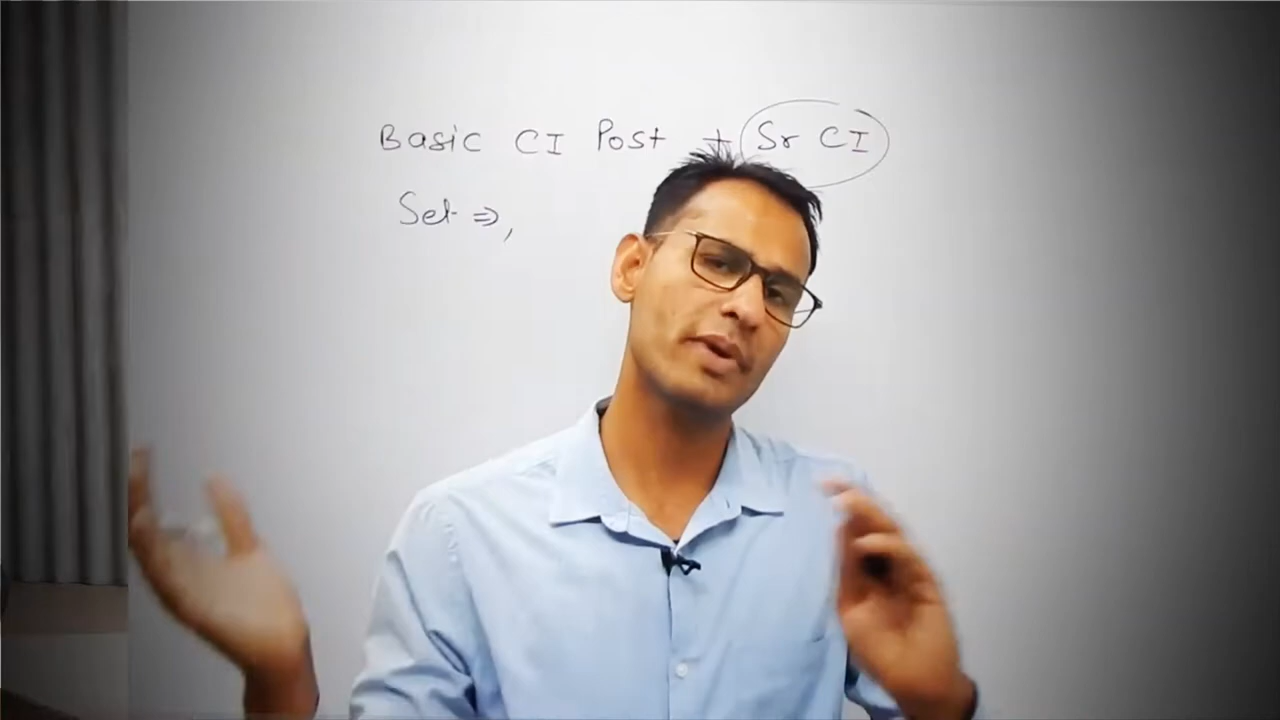 Basic CI Post + Sr CI
Set ⇒,